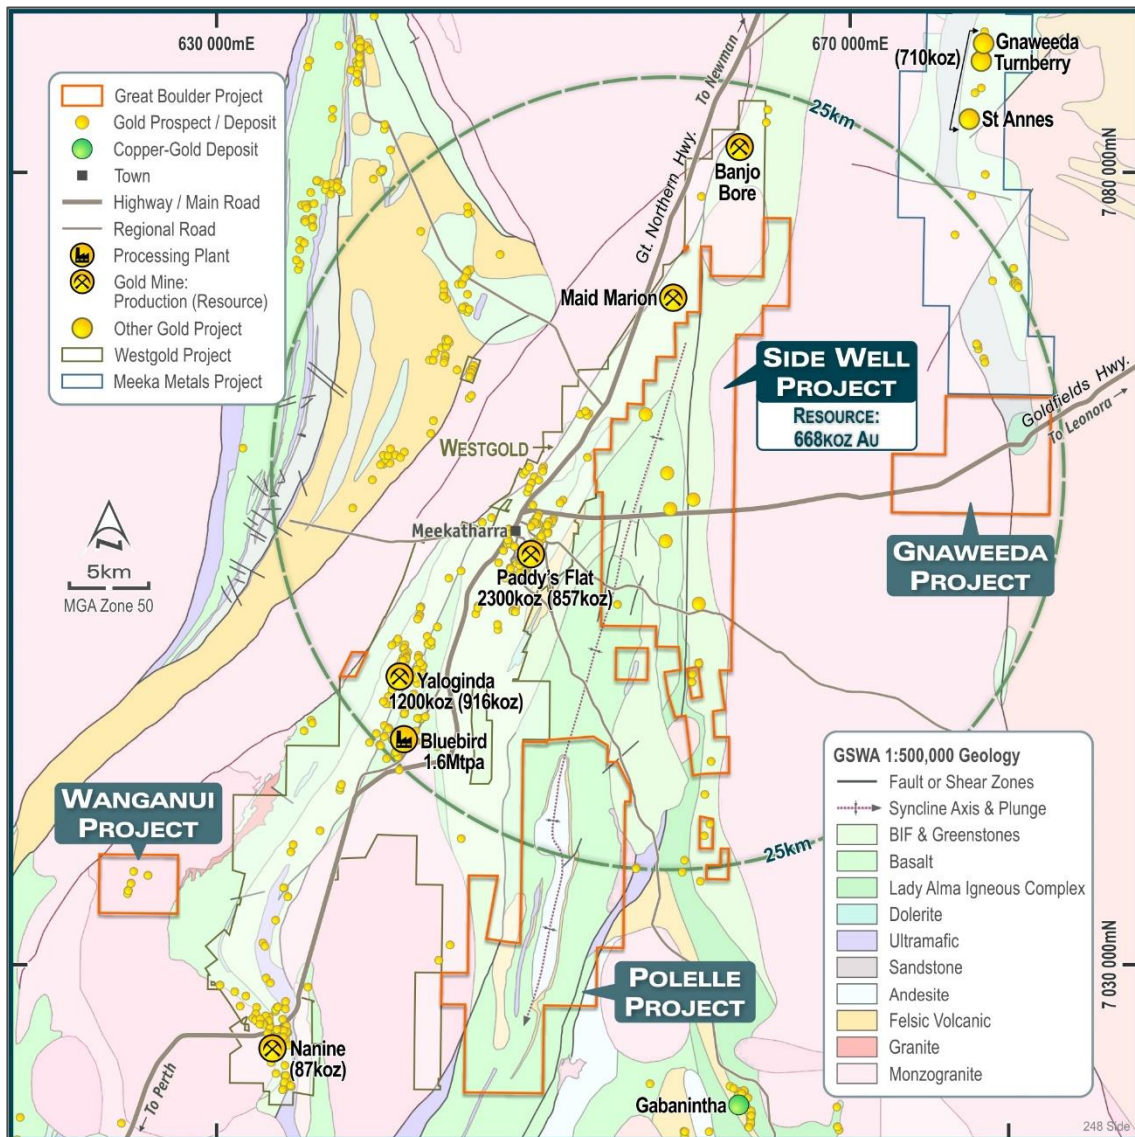 630 000mE
670 000mE
To Newman →
Great Boulder Project
Gold Prospect / Deposit
Copper-Gold Deposit
Town
Highway / Main Road
Regional Road
Processing Plant
Gold Mine:
Production (Resource)
Other Gold Project
Westgold Project
Meeka Metals Project
25km
Gt. Northern Hwy.
Banjo
Bore
Maid Marion
Gnaweeda
(710koz)
Turnberry
St Annes
7 080 000mN
SIDE WELL
PROJECT
RESOURCE:
668KOZ AU
Goldfields Hwy.
To Leonora →
WESTGOLD →
Meekatharra
Paddy's Flat
2300koz (857koz)
GNAWEEDA
PROJECT
5km
MGA Zone 50
Yaloginda
1200koz (916koz)
Bluebird
1.6Mtpa
WANGANUI
PROJECT
25km
GSWA 1:500,000 Geology
Fault or Shear Zones
Syncline Axis & Plunge
BIF & Greenstones
Basalt
Lady Alma Igneous Complex
Dolerite
Ultramafic
Sandstone
Andesite
Felsic Volcanic
Granite
Monzogranite
7 030 000mN
POLELLE
PROJECT
Nanine
(87koz)
← To Perth
Gabanintha
248 Side